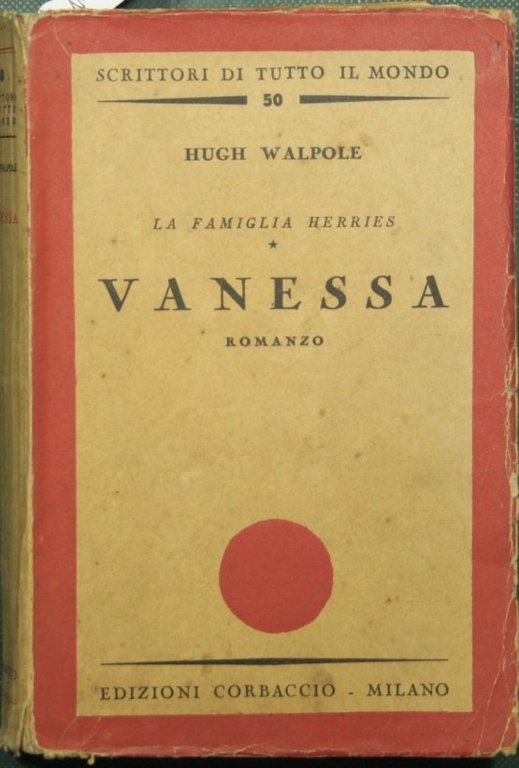 SCRITTORI DI TUTTO IL MONDO
50
HUGH WALPOLE
LA FAMIGLIA HERRIES
VANESSA
ROMANZO
EDIZIONI CORBACCIO - MILANO